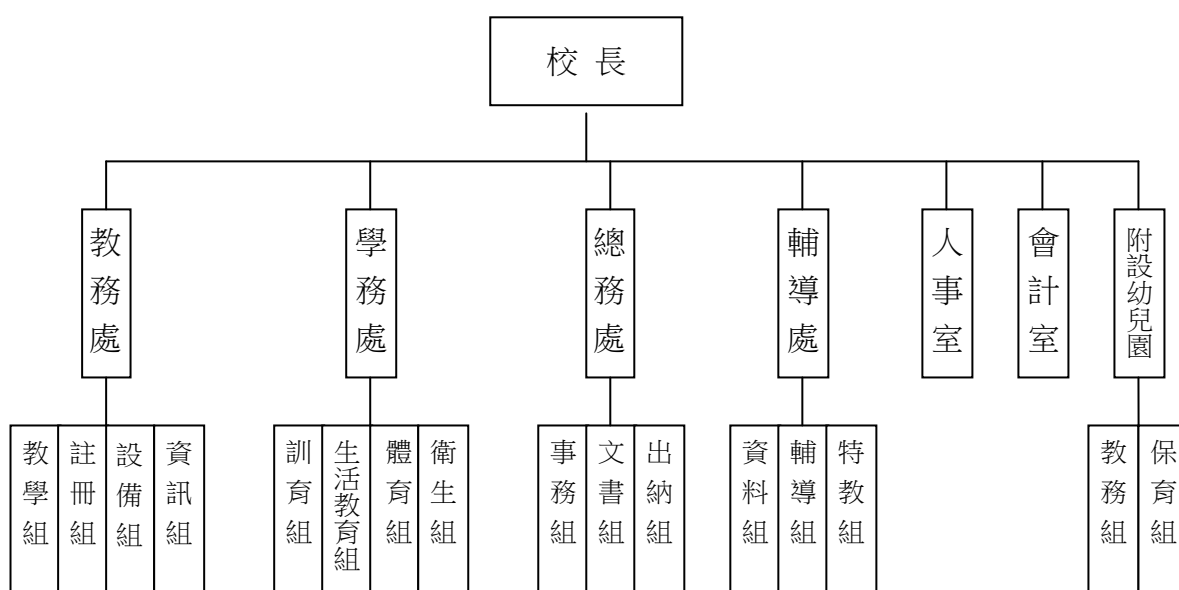 校長
教務處
學務處
總務處
輔導處
人事室
會計室
附設幼兒園
教學組
註冊組
設備組
資訊組
訓育組
生活教育組
體育組
衛生組
事務組
文書組
出納組
資料組
輔導組
特教組
教務組
保育組